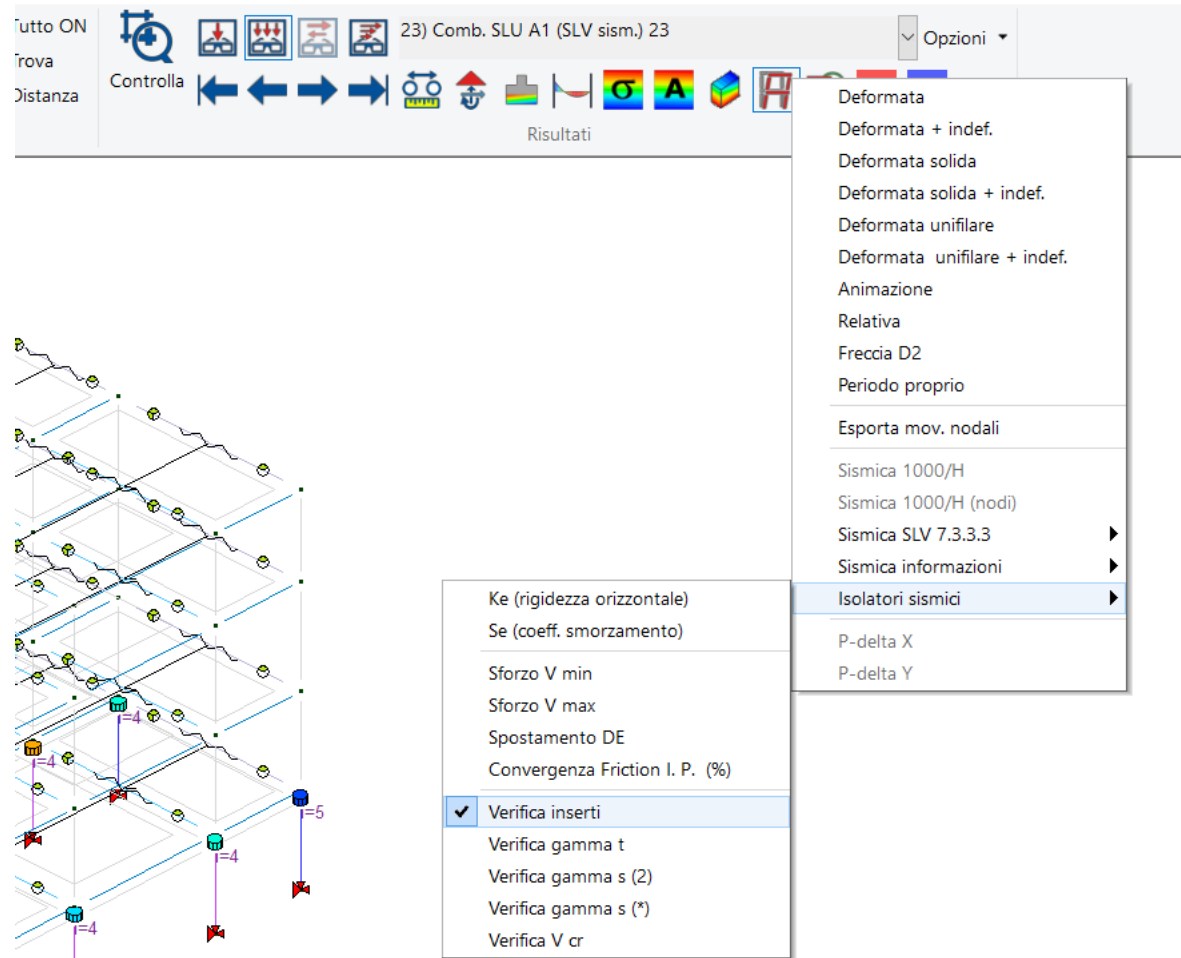 Tutto ON
Trova
Distanza
Controlla
23) Comb. SLU A1 (SLV sism.) 23
Opzioni
σ
A
Risultati
Deformata
Deformata + indef.
Deformata solida
Deformata solida + indef.
Deformata unifilare
Deformata  unifilare + indef.
Animazione
Relativa
Freccia D2
Periodo proprio
Esporta mov. nodali
Sismica 1000/H
Sismica 1000/H (nodi)
Sismica SLV 7.3.3.3
Sismica informazioni
Isolatori sismici
P-delta X
P-delta Y
Ke (rigidezza orizzontale)
Se (coeff. smorzamento)
Sforzo V min
Sforzo V max
Spostamento DE
Convergenza Friction I. P.  (%)
Verifica inserti
Verifica gamma t
Verifica gamma s (2)
Verifica gamma s (*)
Verifica V cr
I=4
I=4
I=5
I=4
I=4